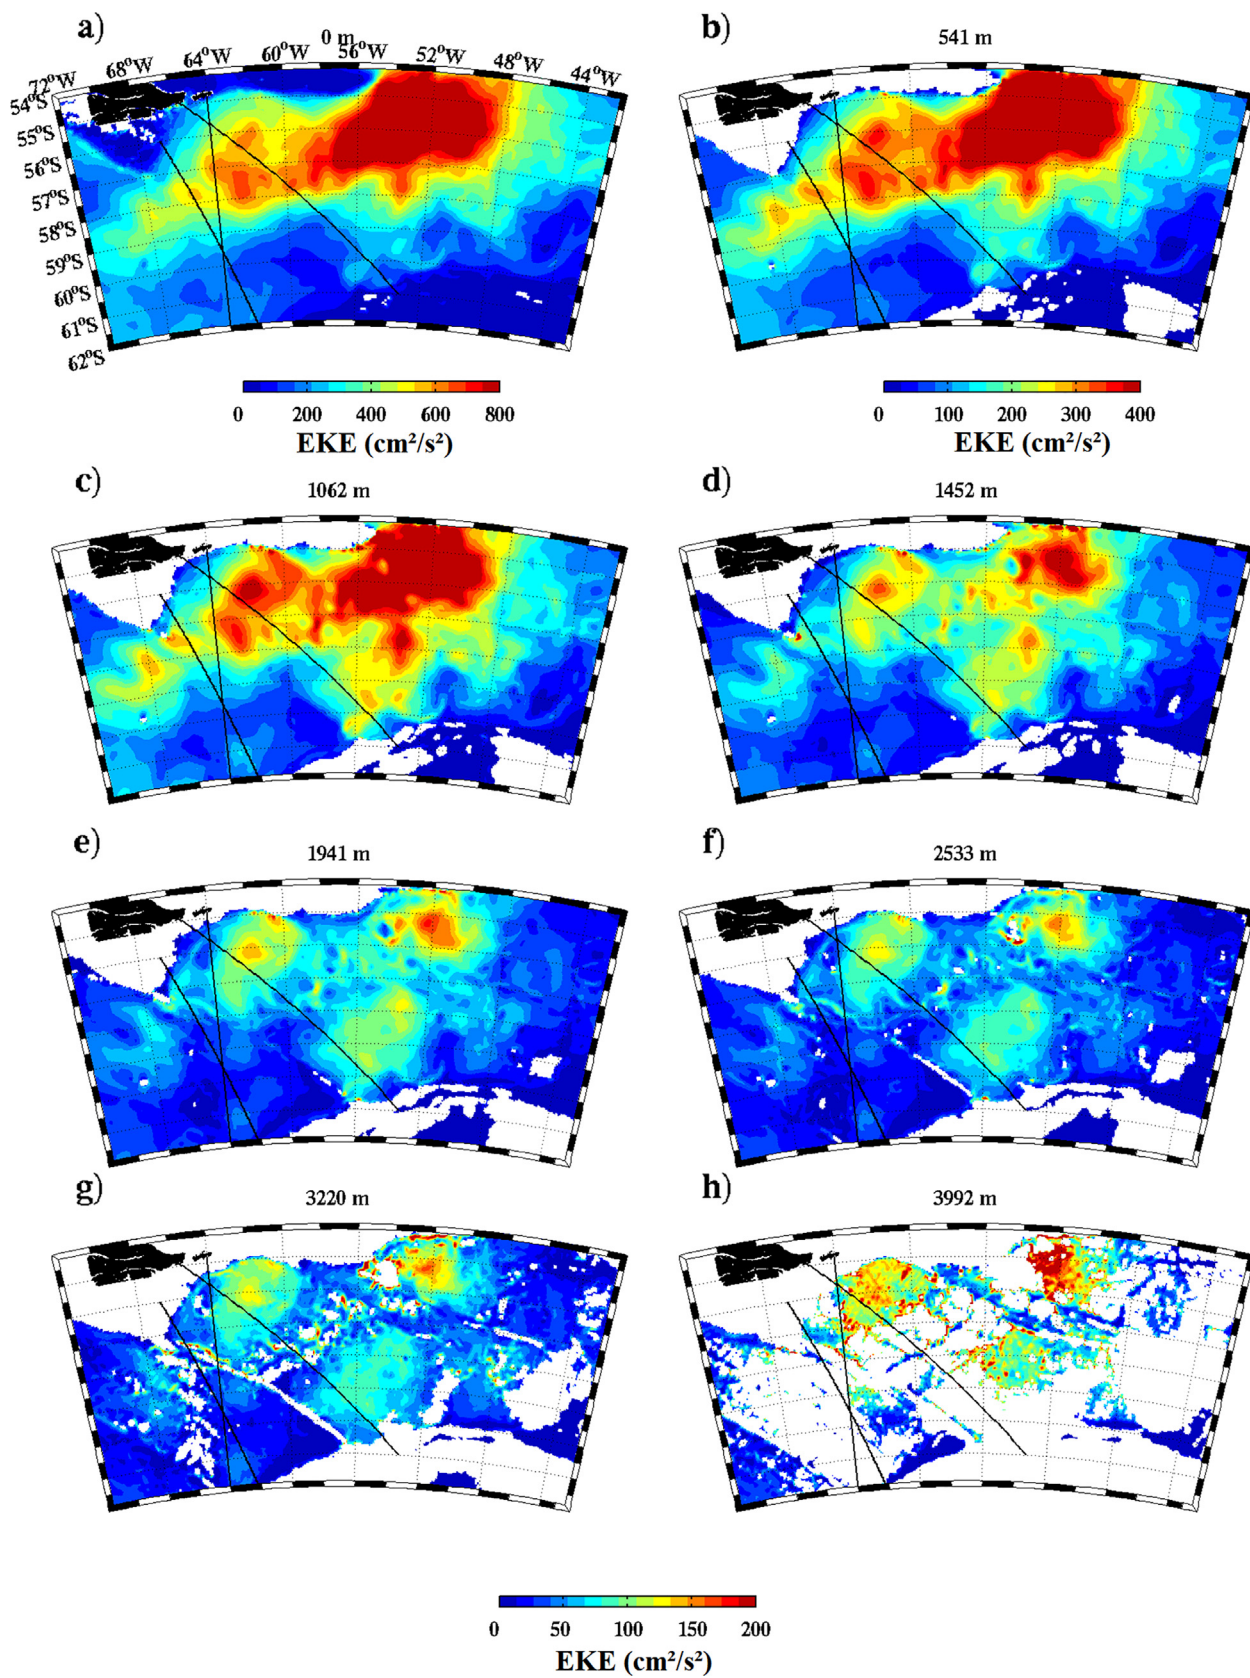 a)
0 m
72°W 68°W 64°W 60°W 56°W 52°W 48°W 44°W
54°S
55°S
56°S
57°S
58°S
59°S
60°S
61°S
62°S
0 200 400 600 800
EKE (cm²/s²)
b)
541 m
0 100 200 300 400
EKE (cm²/s²)
c)
1062 m
d)
1452 m
e)
1941 m
f)
2533 m
g)
3220 m
h)
3992 m
0 50 100 150 200
EKE (cm²/s²)